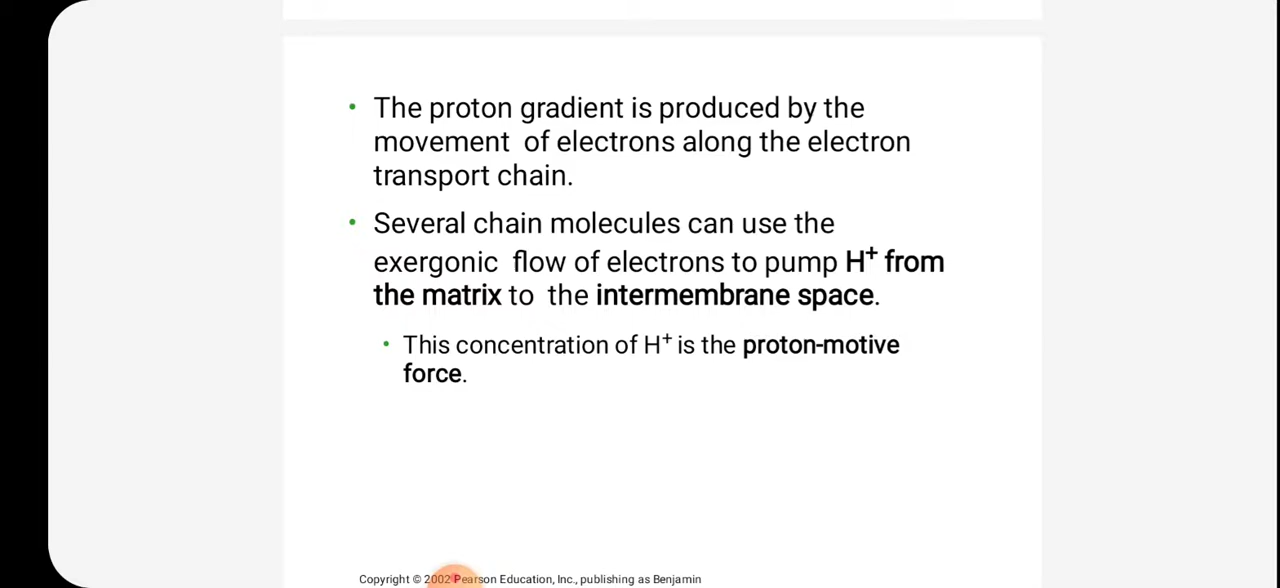 • The proton gradient is produced by the
movement of electrons along the electron
transport chain.
• Several chain molecules can use the
exergonic flow of electrons to pump H⁺ from
the matrix to the intermembrane space.
• This concentration of H⁺ is the proton-motive
force.
Copyright © 2002 Pearson Education, Inc., publishing as Benjamin